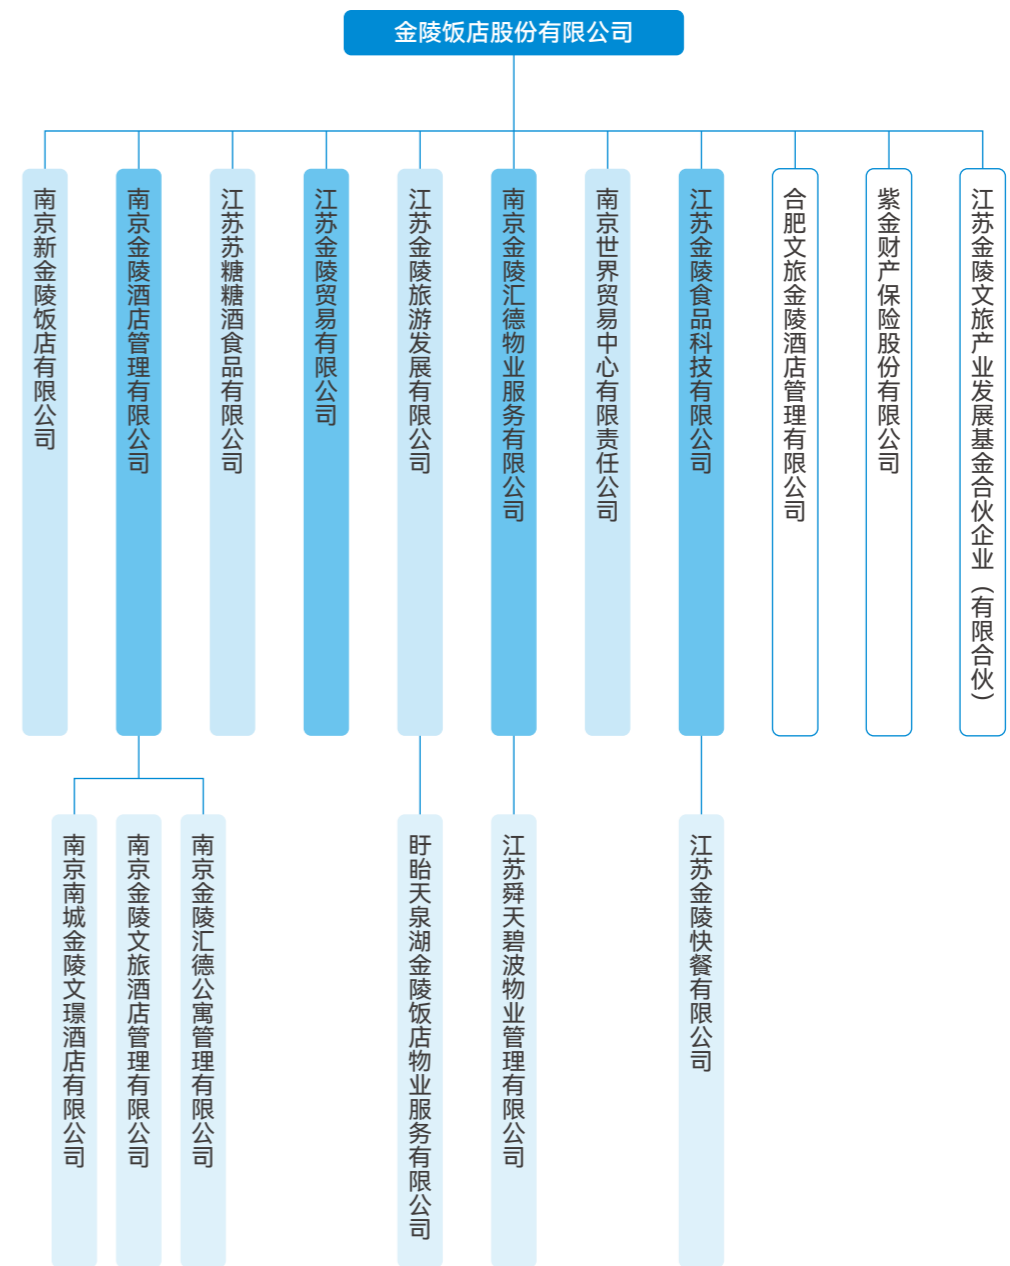 金陵饭店股份有限公司
南京新金陵饭店有限公司
南京金陵酒店管理有限公司
江苏苏糖糖酒食品有限公司
江苏金陵贸易有限公司
江苏金陵旅游发展有限公司
南京金陵汇德物业服务有限公司
南京世界贸易中心有限责任公司
江苏金陵食品科技有限公司
合肥文旅金陵酒店管理有限公司
紫金财产保险股份有限公司
江苏金陵文旅产业发展基金合伙企业（有限合伙）
南京南城金陵文璟酒店有限公司
南京金陵文旅酒店管理有限公司
南京金陵汇德公寓管理有限公司
盱眙天泉湖金陵饭店物业服务有限公司
江苏舜天碧波物业管理有限公司
江苏金陵快餐有限公司